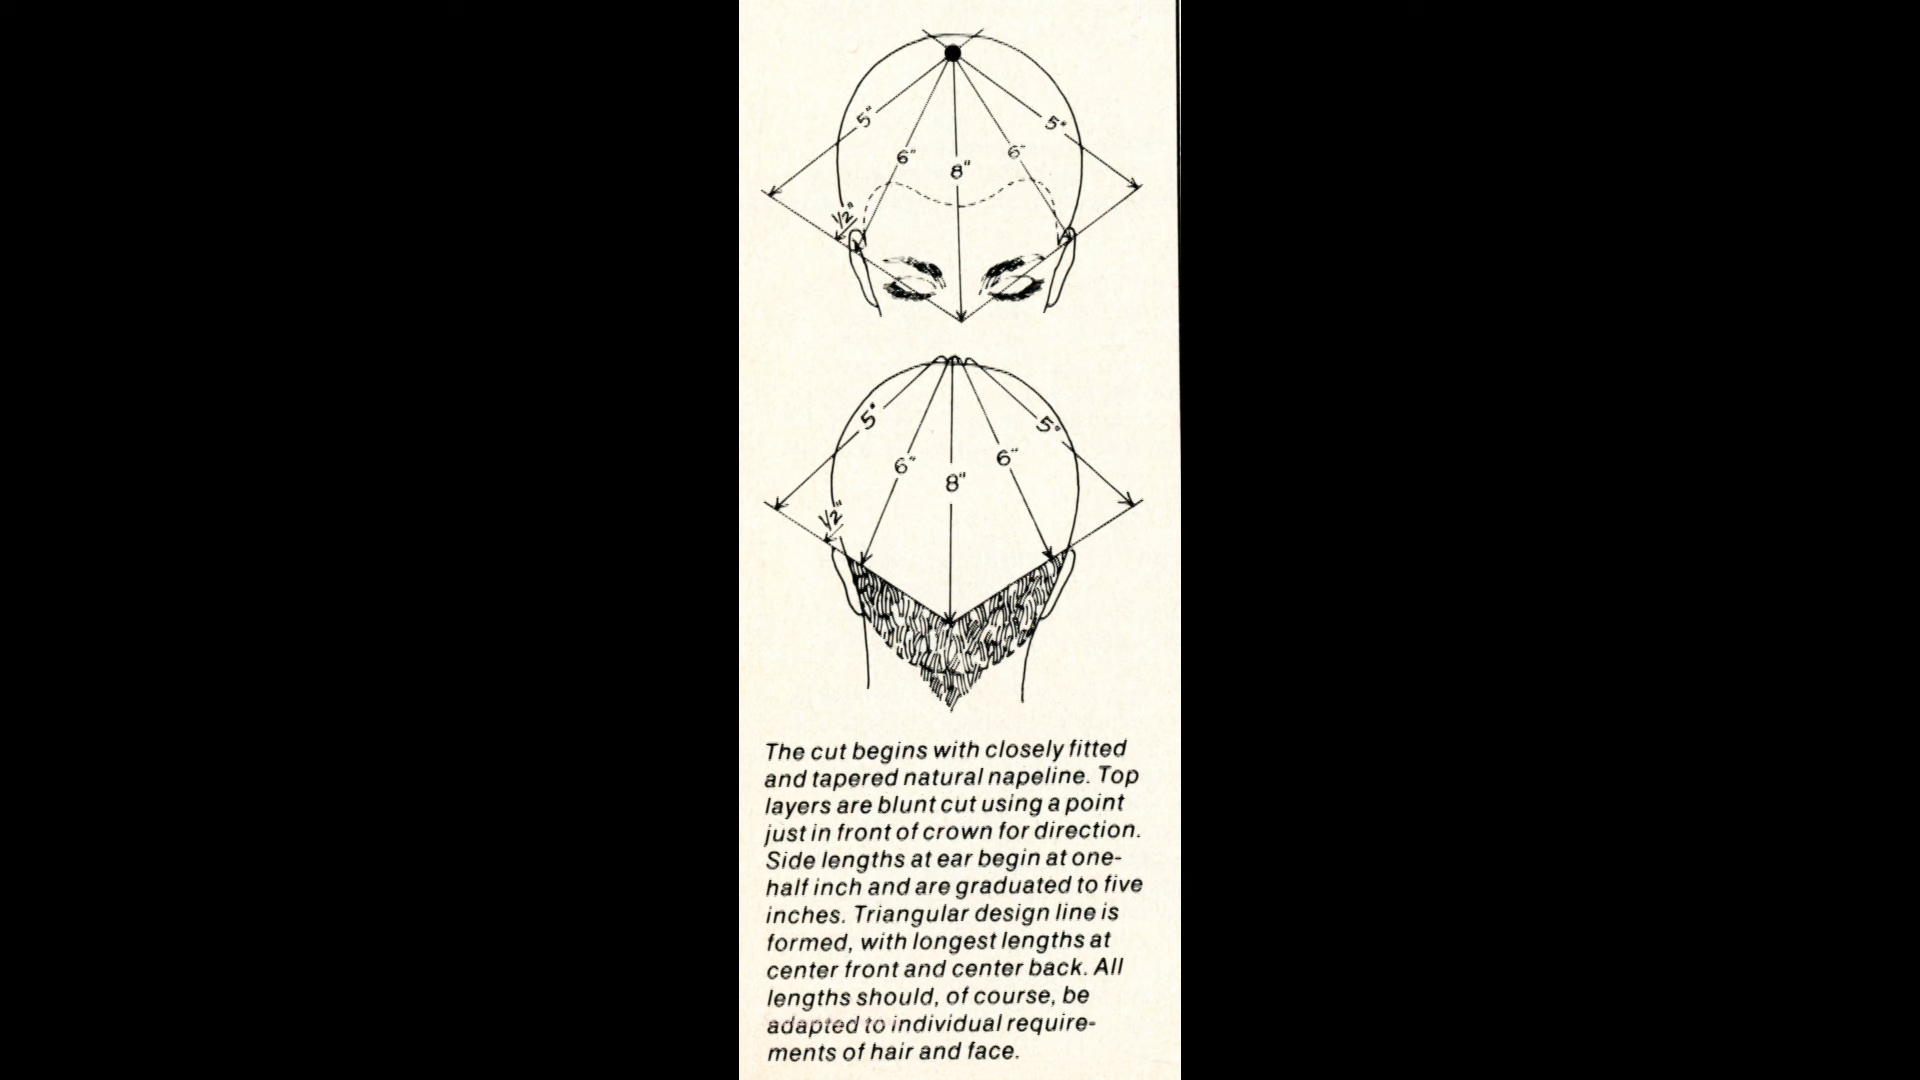 5"
5"
6"
6"
8"
1/2"
5"
5"
6"
6"
8"
1/2"
The cut begins with closely fitted
and tapered natural napeline. Top
layers are blunt cut using a point
just in front of crown for direction.
Side lengths at ear begin at one-
half inch and are graduated to five
inches. Triangular design line is
formed, with longest lengths at
center front and center back. All
lengths should, of course, be
adapted to individual require-
ments of hair and face.